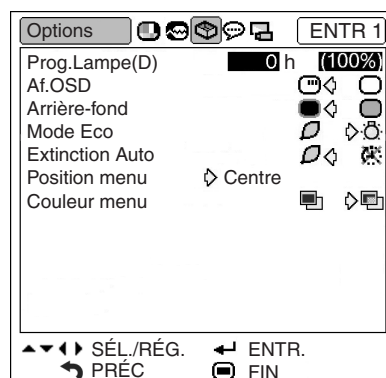 Options ENTR 1
Prog.Lampe(D) 0 h (100%)
Af.OSD
Arrière-fond
Mode Eco
Extinction Auto
Position menu Centre
Couleur menu
SÉL./RÉG. ENTR.
PRÉC FIN